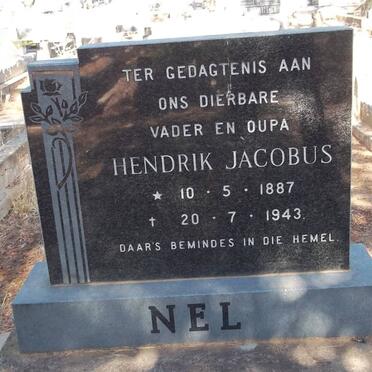 TER GEDAGTENIS AAN
ONS DIERBARE
VADER EN OUPA
HENDRIK JACOBUS
★ 10 · 5 · 1887
† 20 · 7 · 1943.
DAAR'S BEMINDES IN DIE HEMEL.
NEL